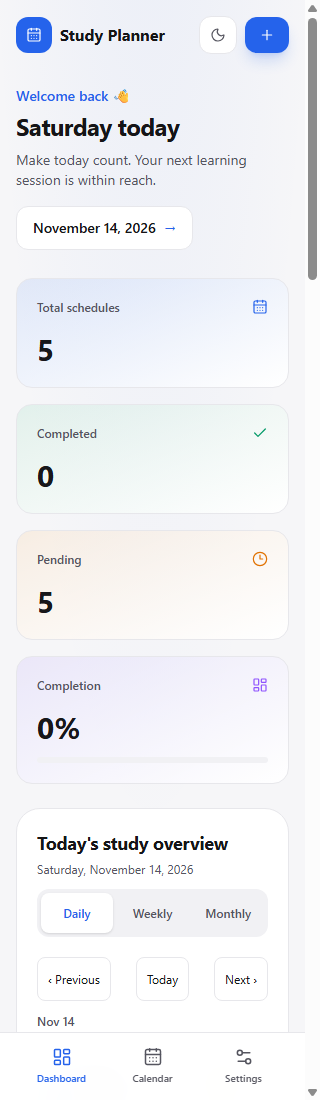 Study Planner
Welcome back 👋
Saturday today
Make today count. Your next learning
session is within reach.
November 14, 2026 →
Total schedules
5
Completed
0
Pending
5
Completion
0%
Today's study overview
Saturday, November 14, 2026
Daily Weekly Monthly
‹ Previous Today Next ›
Nov 14
Dashboard Calendar Settings